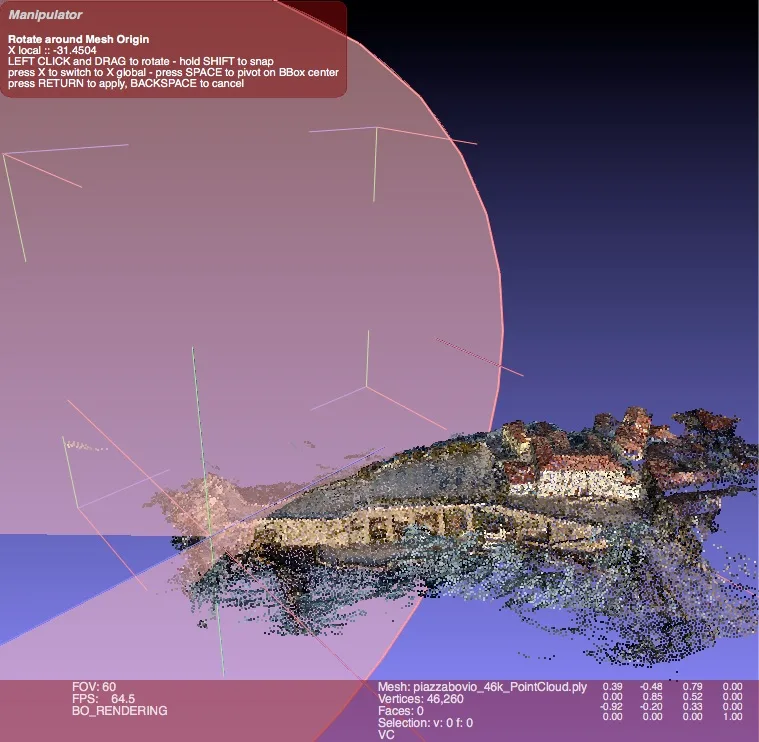 Manipulator
Rotate around Mesh Origin
X local :: -31.4504
LEFT CLICK and DRAG to rotate - hold SHIFT to snap
press X to switch to X global - press SPACE to pivot on BBox center
press RETURN to apply, BACKSPACE to cancel
FOV: 60
FPS: 64.5
BO_RENDERING
Mesh: piazzabovio_46k_PointCloud.ply
Vertices: 46,260
Faces: 0
Selection: v: 0 f: 0
VC
0.39 -0.48 0.79 0.00
0.00 0.85 0.52 0.00
-0.92 -0.20 0.33 0.00
0.00 0.00 0.00 1.00